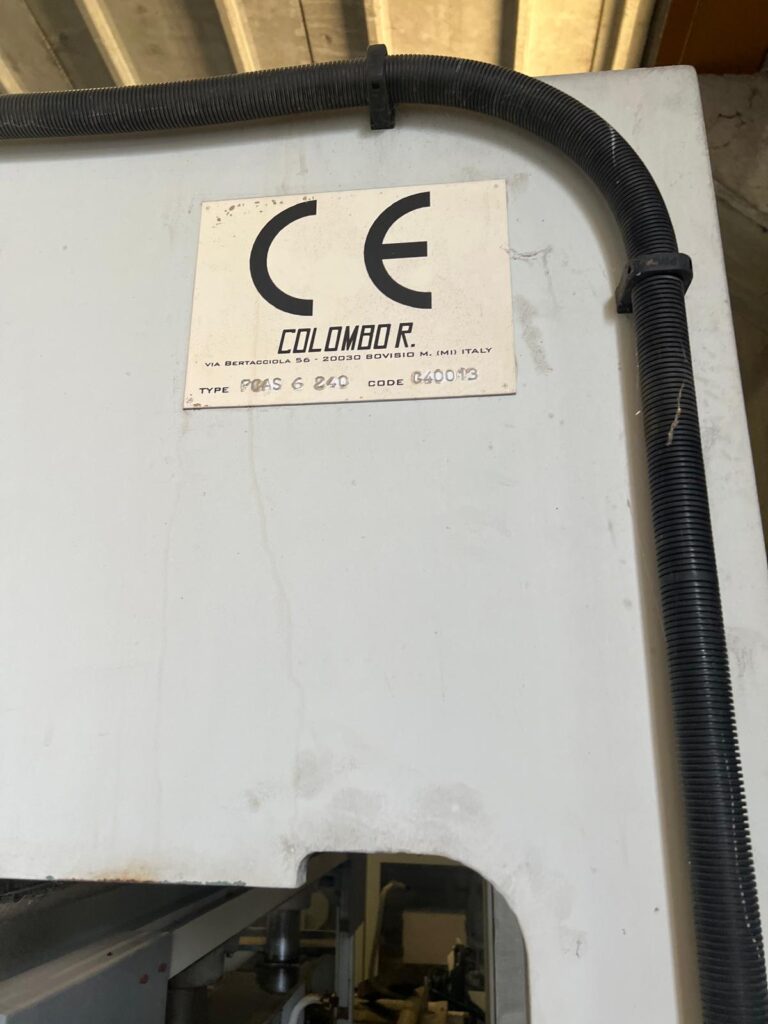 CE
COLOMBO R.
VIA BERTACCIOLA 56 - 20030 BOVISIO M. (MI) ITALY
TYPE PCAS 6 240 CODE G40013